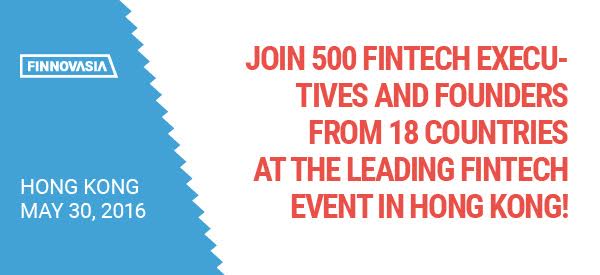 FINNOVASIA
HONG KONG
MAY 30, 2016
JOIN 500 FINTECH EXECU-
TIVES AND FOUNDERS
FROM 18 COUNTRIES
AT THE LEADING FINTECH
EVENT IN HONG KONG!